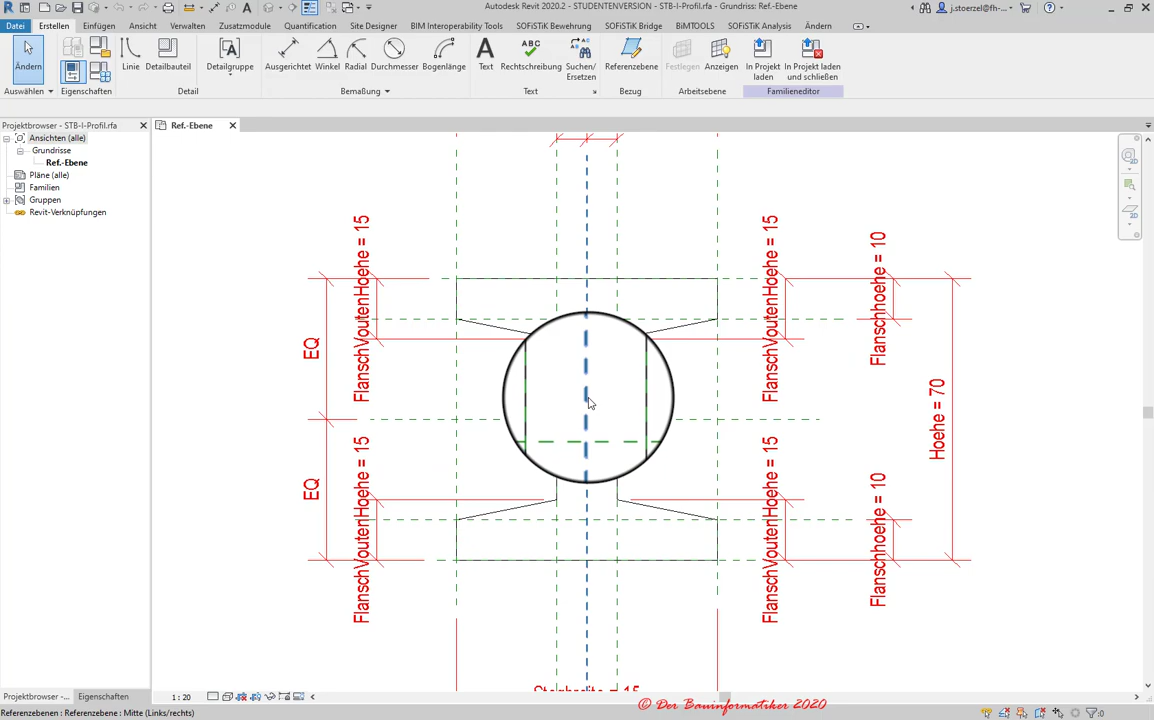 Autodesk Revit 2020.2 - STUDENTENVERSION - STB-I-Profil.rfa - Grundriss: Ref.-Ebene
j.stoerzel@fh-...
Datei Erstellen Einfügen Ansicht Verwalten Zusatzmodule Quantification Site Designer BIM Interoperability Tools SOFiSTiK Bewehrung SOFiSTiK Bridge BiMTOOLS SOFiSTiK Analysis Ändern
Ändern Linie Detailbauteil Detailgruppe Ausgerichtet Winkel Radial Durchmesser Bogenlänge Text Rechtschreibung Suchen/ Referenzebene Festlegen Anzeigen In Projekt In Projekt laden
Ersetzen laden und schließen
Auswählen Eigenschaften Detail Bemaßung Text Bezug Arbeitsebene Familieneditor
Projektbrowser - STB-I-Profil.rfa
Ref.-Ebene
Ansichten (alle)
Grundrisse
Ref.-Ebene
Pläne (alle)
Familien
Gruppen
Revit-Verknüpfungen
EQ
EQ
FlanschVoutenHoehe = 15
FlanschVoutenHoehe = 15
FlanschVoutenHoehe = 15
FlanschVoutenHoehe = 15
Flanschhoehe = 10
Flanschhoehe = 10
Hoehe = 70
2D
2D
Projektbrowser -... Eigenschaften
1 : 20
© Der Bauinformatiker 2020
Referenzebenen : Referenzebene : Mitte (Links/rechts)
:0